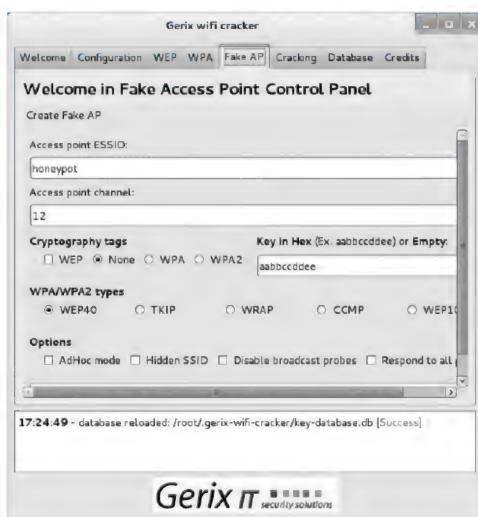 Gerix wifi cracker
Welcome Configuration WEP WPA Fake AP Cracking Database Credits
Welcome in Fake Access Point Control Panel
Create Fake AP
Access point ESSID:
honeypot
Access point channel:
12
Cryptography tags Key in Hex (Ex. aabbccddee) or Empty:
WEP None WPA WPA2 aabbccddee
WPA/WPA2 types
WEP40 TKIP WRAP CCMP WEP10
Options
AdHoc mode Hidden SSID Disable broadcast probes Respond to all
17:24:49 - database reloaded: /root/.gerix-wifi-cracker/key-database.db [Success]
Gerix IT security solutions